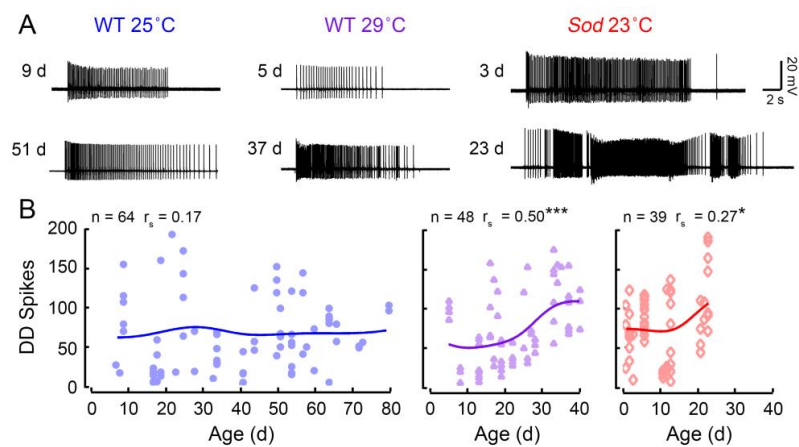 A
WT 25°C WT 29°C Sod 23°C
9 d 5 d 3 d
20 mV
2 s
51 d 37 d 23 d
B
n = 64 rs = 0.17 n = 48 rs = 0.50*** n = 39 rs = 0.27*
DD Spikes
200
150
100
50
0
0 10 20 30 40 50 60 70 80 0 10 20 30 40 0 10 20 30 40
Age (d) Age (d) Age (d)